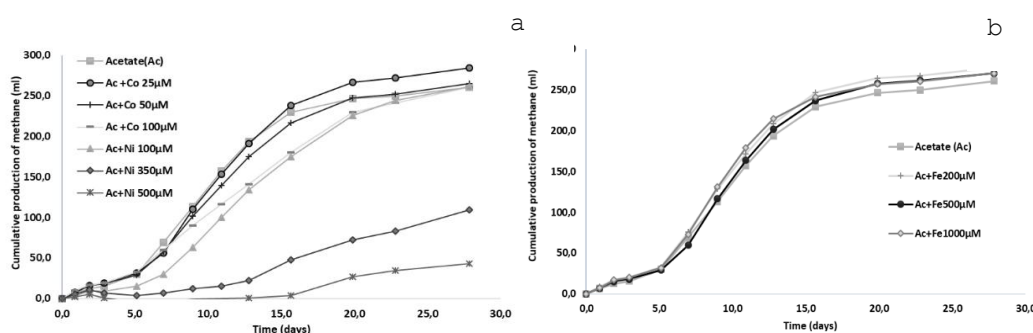 a
b
Cumulative production of methane (ml)
300,0
250,0
200,0
150,0
100,0
50,0
0,0
Acetate(Ac)
Ac +Co 25µM
Ac +Co 50µM
Ac +Co 100µM
Ac+Ni 100µM
Ac+Ni 350µM
Ac+Ni 500µM
0,0 5,0 10,0 15,0 20,0 25,0 30,0
Time (days)
Cumulative production of methane (ml)
250,0
200,0
150,0
100,0
50,0
0,0
Acetate (Ac)
Ac+Fe200µM
Ac+Fe500µM
Ac+Fe1000µM
0,0 5,0 10,0 15,0 20,0 25,0 30,0
Time (days)